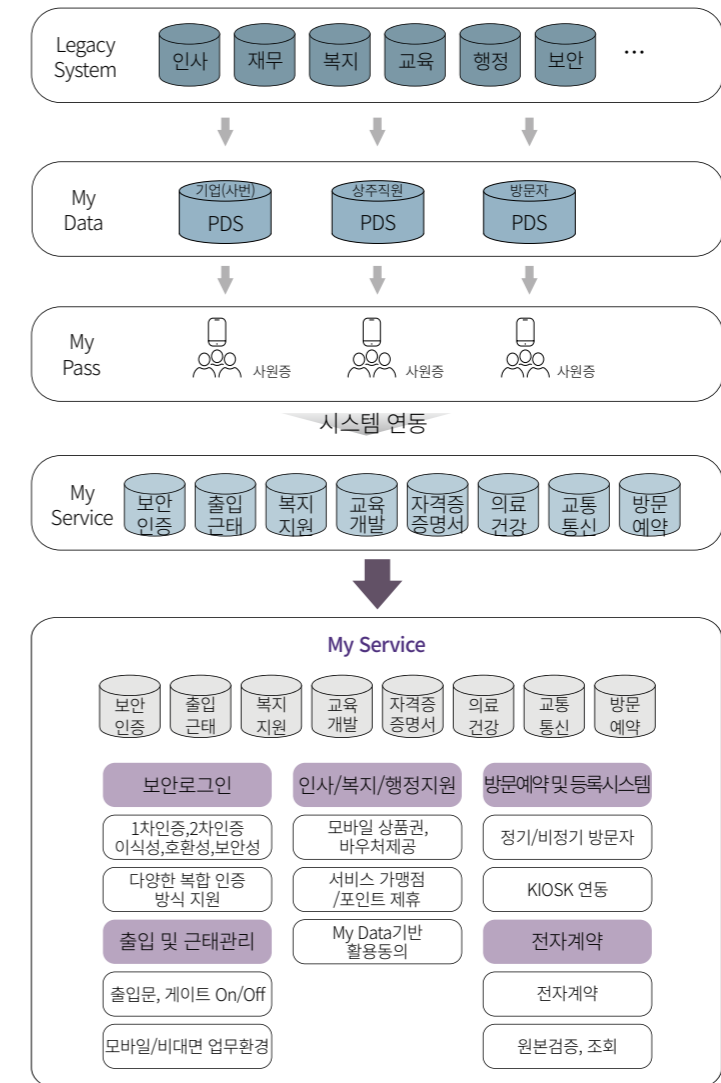 Legacy
System
인사 재무 복지 교육 행정 보안 ...
My
Data
기업(사번) 상주직원 방문자
PDS PDS PDS
My
Pass
사원증 사원증 사원증
시스템 연동
My
Service
보안
인증
출입
근태
복지
지원
교육
개발
자격증
증명서
의료
건강
교통
통신
방문
예약
My Service
보안
인증
출입
근태
복지
지원
교육
개발
자격증
증명서
의료
건강
교통
통신
방문
예약
보안로그인
1차인증,2차인증
이식성,호환성,보안성
다양한 복합 인증
방식 지원
출입 및 근태관리
출입문, 게이트 On/Off
모바일/비대면 업무환경
인사/복지/행정지원
모바일 상품권,
바우처제공
서비스 가맹점
/포인트 제휴
My Data기반
활용동의
방문예약 및 등록시스템
정기/비정기 방문자
KIOSK 연동
전자계약
전자계약
원본검증, 조회